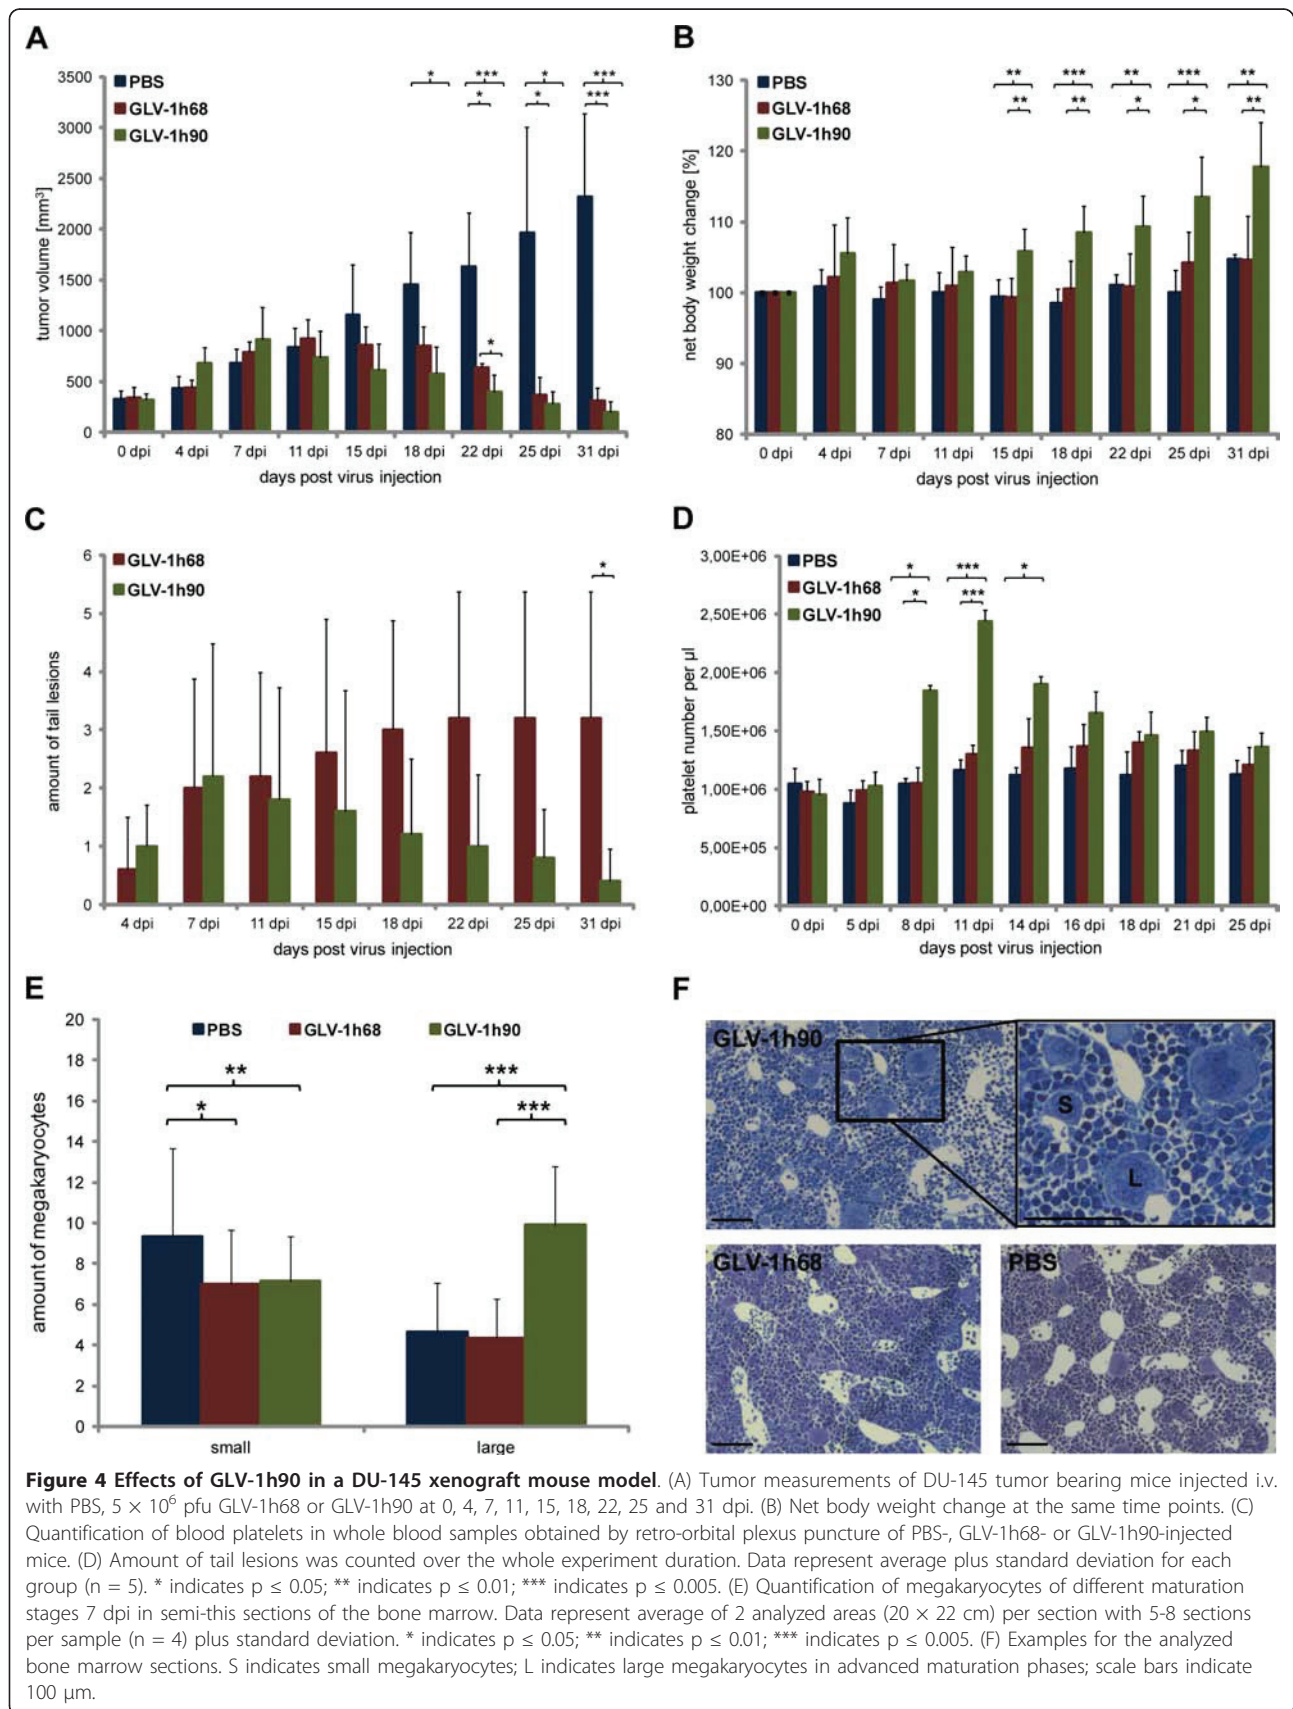 A
3500
3000
2500
2000
1500
1000
500
0
tumor volume [mm³]
PBS
GLV-1h68
GLV-1h90
* *** * ***
* * ***
*
0 dpi 4 dpi 7 dpi 11 dpi 15 dpi 18 dpi 22 dpi 25 dpi 31 dpi
days post virus injection
B
130
120
110
100
90
80
net body weight change [%]
PBS
GLV-1h68
GLV-1h90
** *** ** *** **
** ** * * **
0 dpi 4 dpi 7 dpi 11 dpi 15 dpi 18 dpi 22 dpi 25 dpi 31 dpi
days post virus injection
C
6
5
4
3
2
1
0
amount of tail lesions
GLV-1h68
GLV-1h90
*
4 dpi 7 dpi 11 dpi 15 dpi 18 dpi 22 dpi 25 dpi 31 dpi
days post virus injection
D
3,00E+06
2,50E+06
2,00E+06
1,50E+06
1,00E+06
5,00E+05
0,00E+00
platelet number per µl
PBS
GLV-1h68
GLV-1h90
* *** *
* ***
0 dpi 5 dpi 8 dpi 11 dpi 14 dpi 16 dpi 18 dpi 21 dpi 25 dpi
days post virus injection
E
20
18
16
14
12
10
8
6
4
2
0
amount of megakaryocytes
PBS GLV-1h68 GLV-1h90
** ***
* ***
small large
F
GLV-1h90
S
L
GLV-1h68
PBS
Figure 4 Effects of GLV-1h90 in a DU-145 xenograft mouse model. (A) Tumor measurements of DU-145 tumor bearing mice injected i.v.
with PBS, 5 × 10⁶ pfu GLV-1h68 or GLV-1h90 at 0, 4, 7, 11, 15, 18, 22, 25 and 31 dpi. (B) Net body weight change at the same time points. (C)
Quantification of blood platelets in whole blood samples obtained by retro-orbital plexus puncture of PBS-, GLV-1h68- or GLV-1h90-injected
mice. (D) Amount of tail lesions was counted over the whole experiment duration. Data represent average plus standard deviation for each
group (n = 5). * indicates p ≤ 0.05; ** indicates p ≤ 0.01; *** indicates p ≤ 0.005. (E) Quantification of megakaryocytes of different maturation
stages 7 dpi in semi-this sections of the bone marrow. Data represent average of 2 analyzed areas (20 × 22 cm) per section with 5-8 sections
per sample (n = 4) plus standard deviation. * indicates p ≤ 0.05; ** indicates p ≤ 0.01; *** indicates p ≤ 0.005. (F) Examples for the analyzed
bone marrow sections. S indicates small megakaryocytes; L indicates large megakaryocytes in advanced maturation phases; scale bars indicate
100 μm.